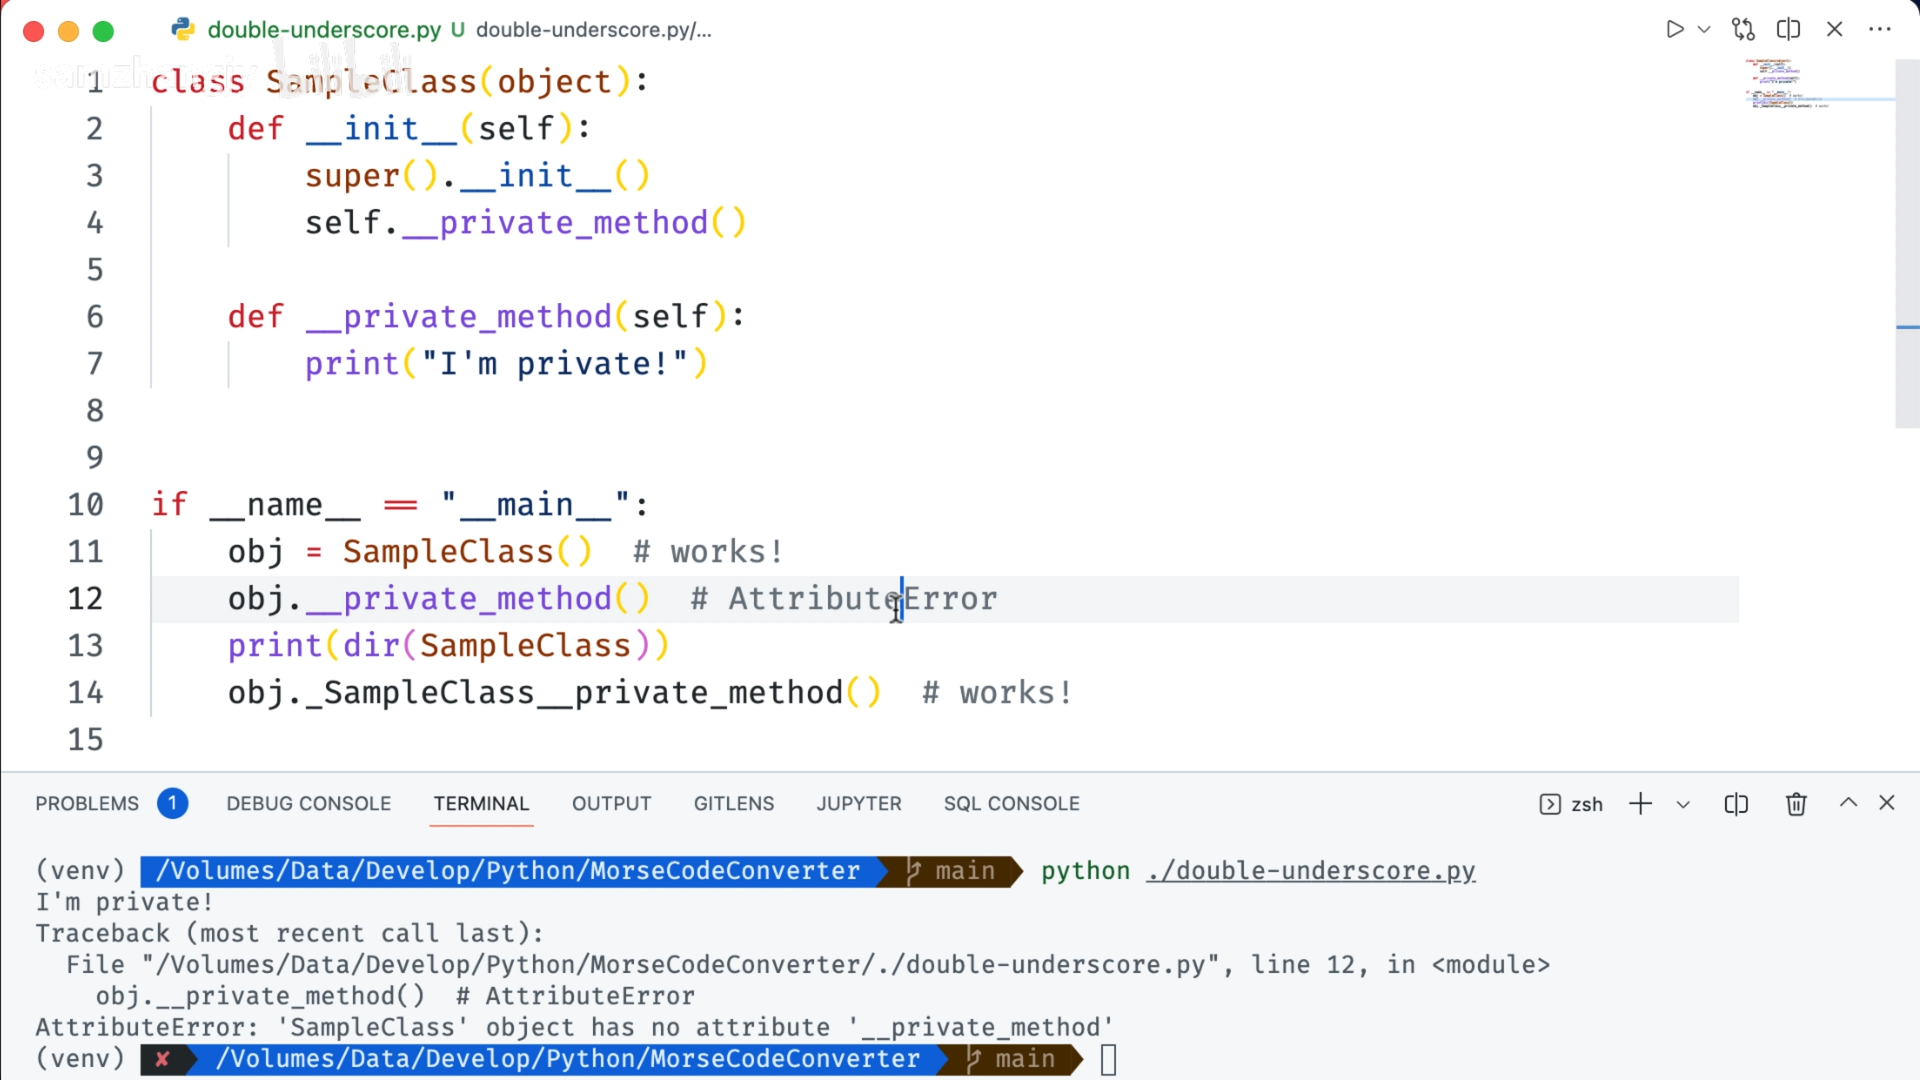 double-underscore.py U double-underscore.py/...
1 class SampleClass(object):
2 def __init__(self):
3 super().__init__()
4 self.__private_method()
5
6 def __private_method(self):
7 print("I'm private!")
8
9
10 if __name__ == "__main__":
11 obj = SampleClass()  # works!
12 obj.__private_method()  # AttributeError
13 print(dir(SampleClass))
14 obj._SampleClass__private_method()  # works!
15
PROBLEMS 1 DEBUG CONSOLE TERMINAL OUTPUT GITLENS JUPYTER SQL CONSOLE zsh
(venv) /Volumes/Data/Develop/Python/MorseCodeConverter main python ./double-underscore.py
I'm private!
Traceback (most recent call last):
File "/Volumes/Data/Develop/Python/MorseCodeConverter/./double-underscore.py", line 12, in <module>
obj.__private_method()  # AttributeError
AttributeError: 'SampleClass' object has no attribute '__private_method'
(venv) ✘ /Volumes/Data/Develop/Python/MorseCodeConverter main